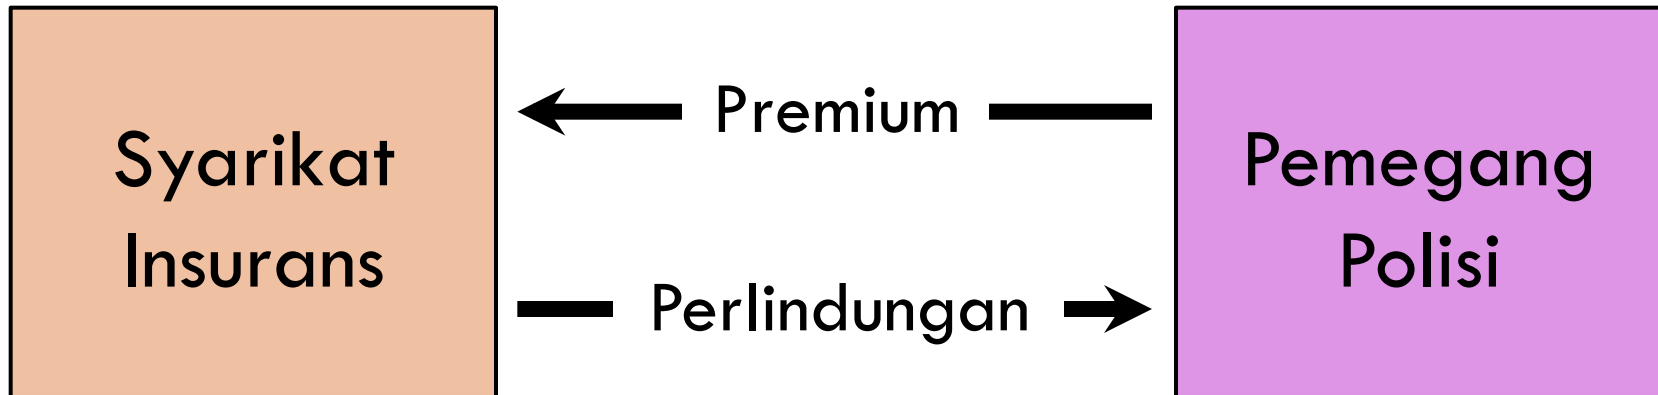 Syarikat
Insurans
Premium
Perlindungan
Pemegang
Polisi